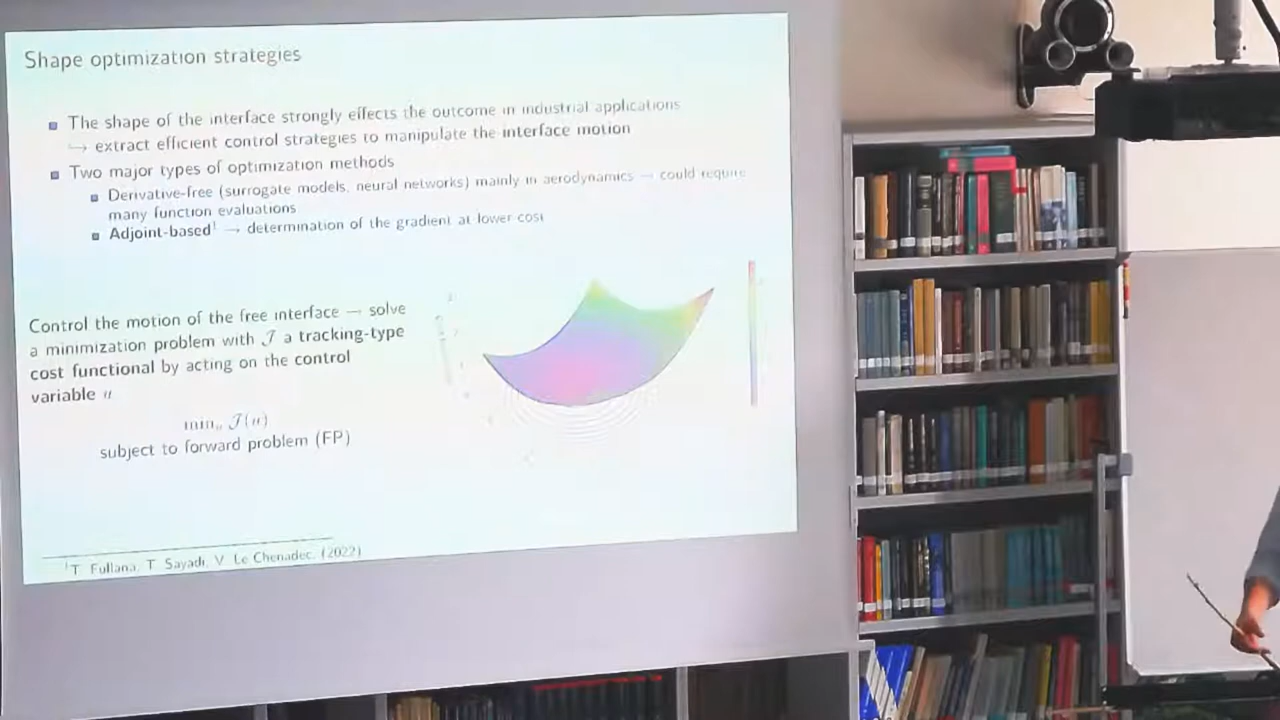 Shape optimization strategies
The shape of the interface strongly effects the outcome in industrial applications
↪ extract efficient control strategies to manipulate the interface motion
Two major types of optimization methods
Derivative-free (surrogate models, neural networks) mainly in aerodynamics → could require
many function evaluations
Adjoint-based¹ → determination of the gradient at lower cost
Control the motion of the free interface → solve
a minimization problem with 𝒥 a tracking-type
cost functional by acting on the control
variable u
min_u 𝒥(u)
subject to forward problem (FP)
¹T. Fullana, T. Sayadi, V. Le Chenadec, (2022)